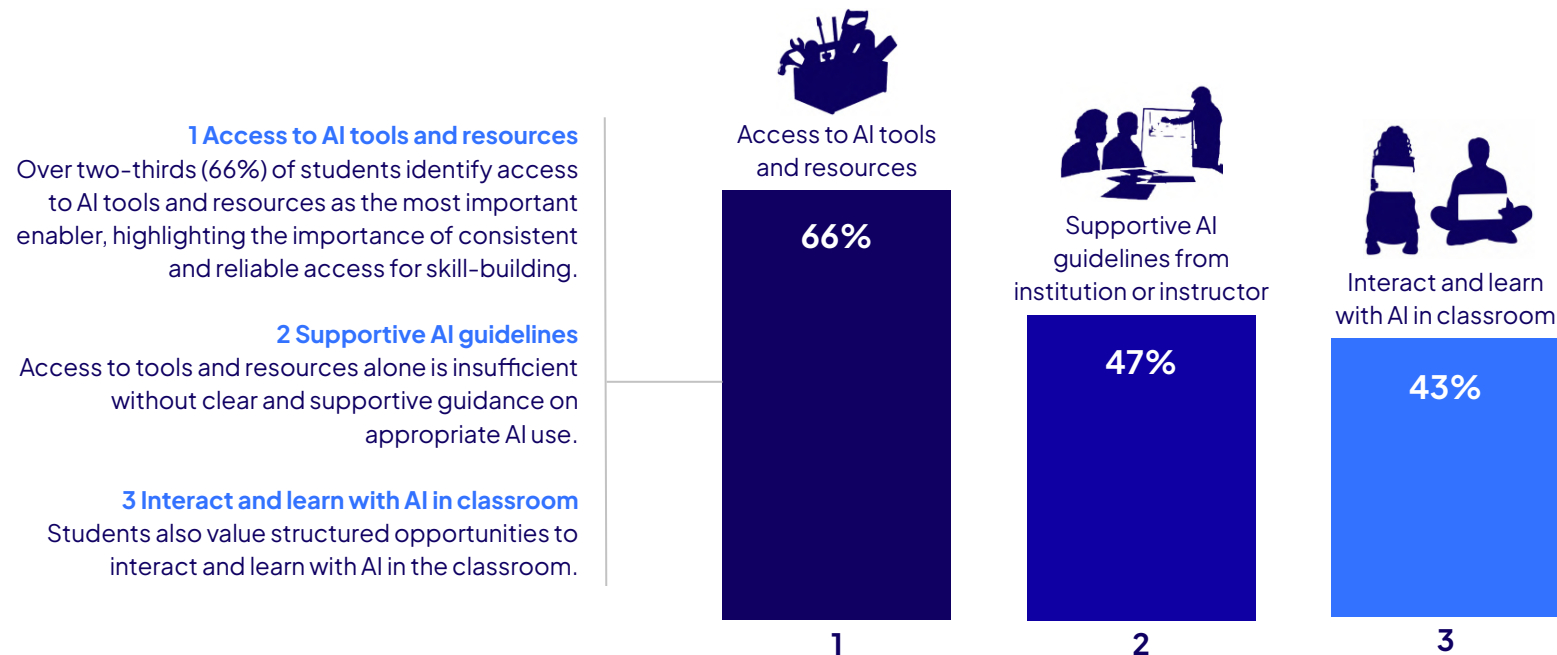 1 Access to AI tools and resources
Over two-thirds (66%) of students identify access
to AI tools and resources as the most important
enabler, highlighting the importance of consistent
and reliable access for skill-building.
2 Supportive AI guidelines
Access to tools and resources alone is insufficient
without clear and supportive guidance on
appropriate AI use.
3 Interact and learn with AI in classroom
Students also value structured opportunities to
interact and learn with AI in the classroom.
Access to AI tools
and resources
66%
1
Supportive AI
guidelines from
institution or instructor
47%
2
Interact and learn
with AI in classroom
43%
3